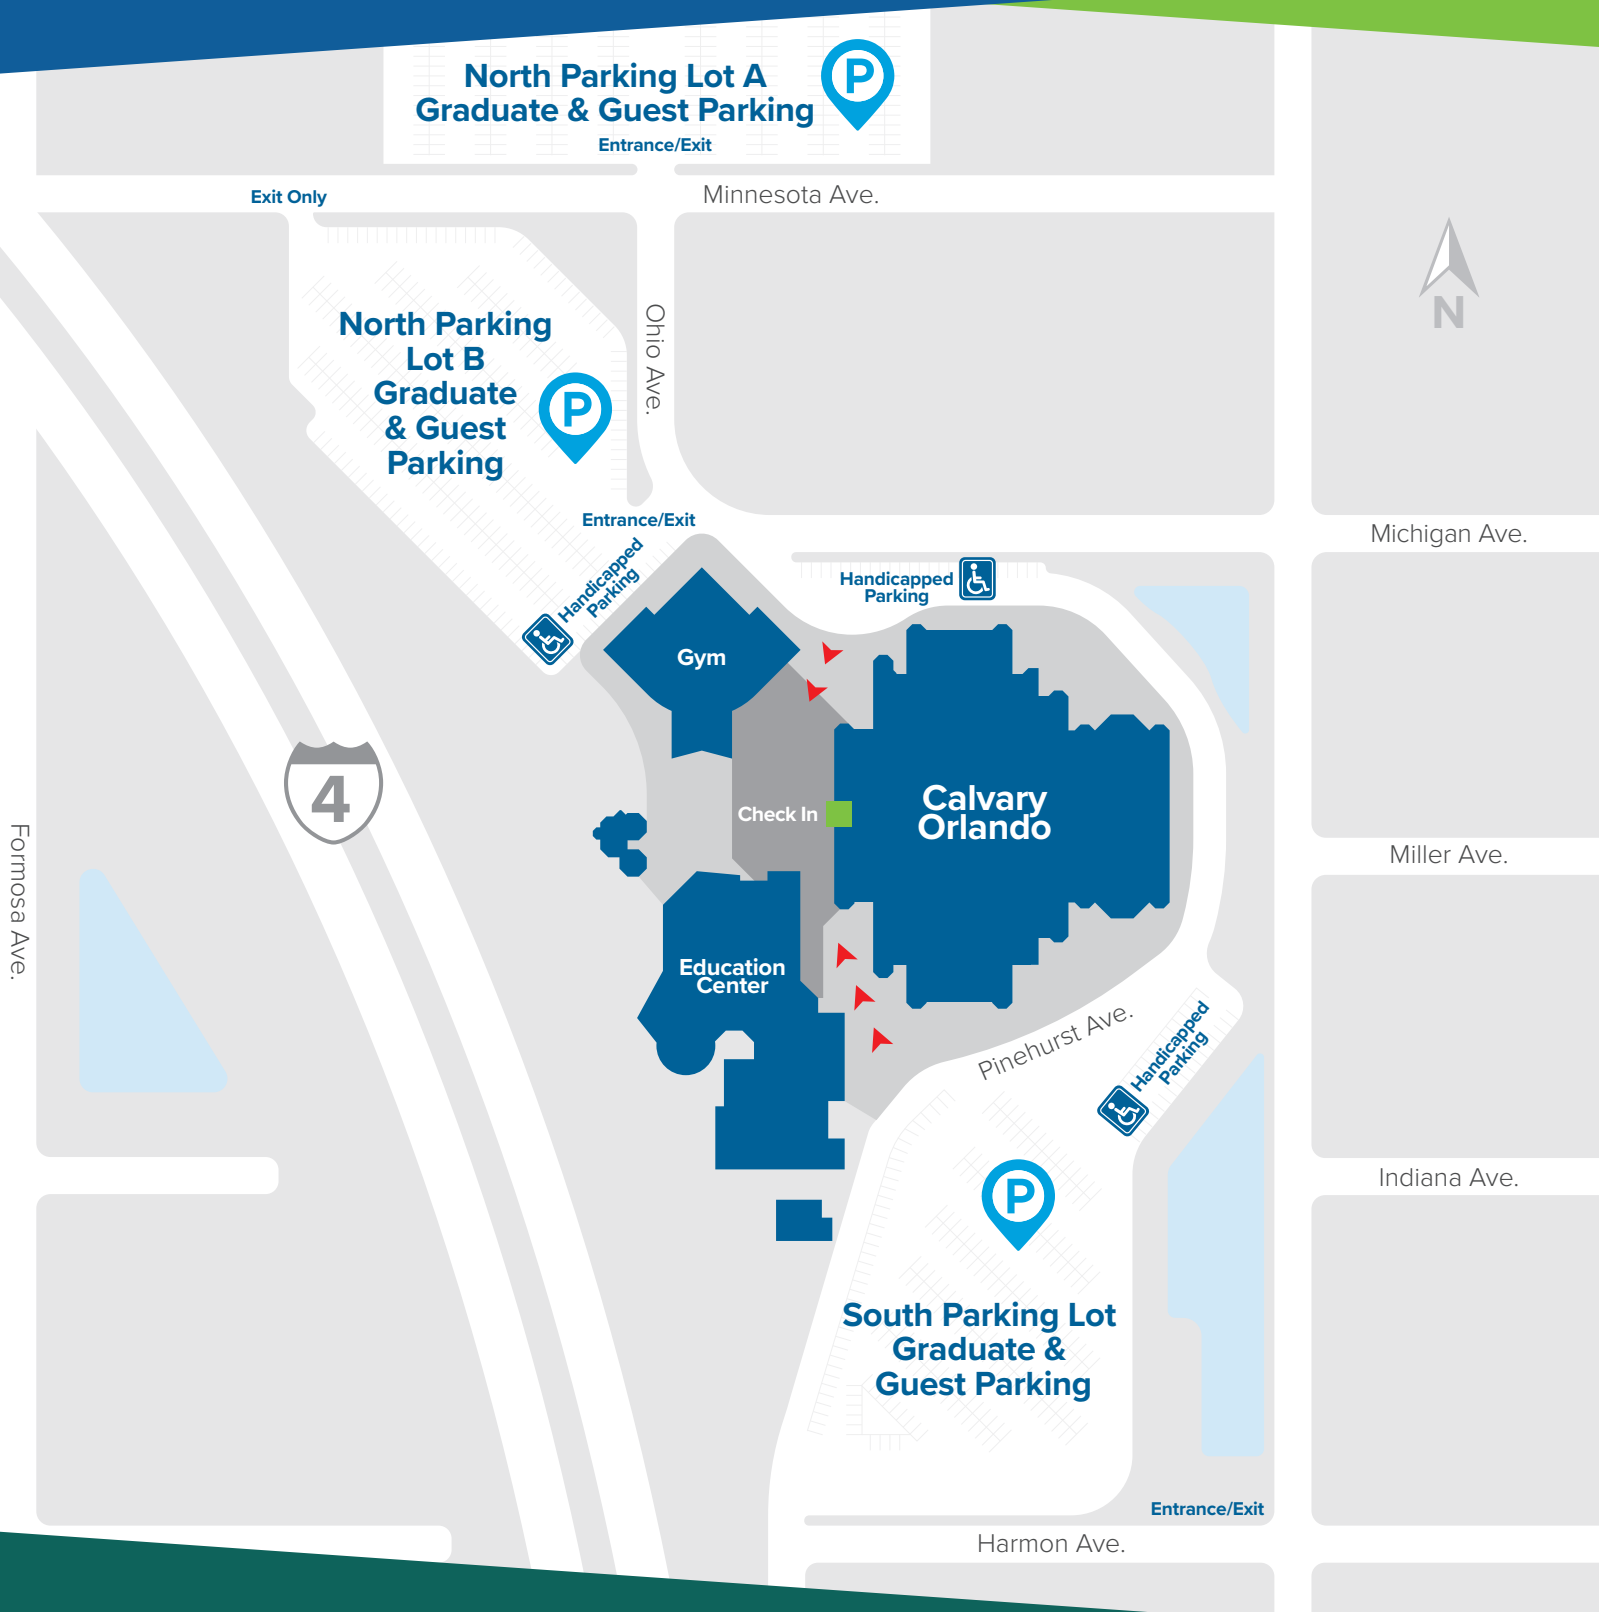 North Parking Lot A
Graduate & Guest Parking
P
Entrance/Exit
Exit Only
Minnesota Ave.
N
Ohio Ave.
North Parking
Lot B
Graduate
& Guest
Parking
P
Entrance/Exit
Michigan Ave.
Handicapped
Parking
Handicapped
Parking
Gym
4
Check In
Calvary
Orlando
Formosa Ave.
Miller Ave.
Education
Center
Pinehurst Ave.
Handicapped
Parking
Indiana Ave.
P
South Parking Lot
Graduate &
Guest Parking
Entrance/Exit
Harmon Ave.